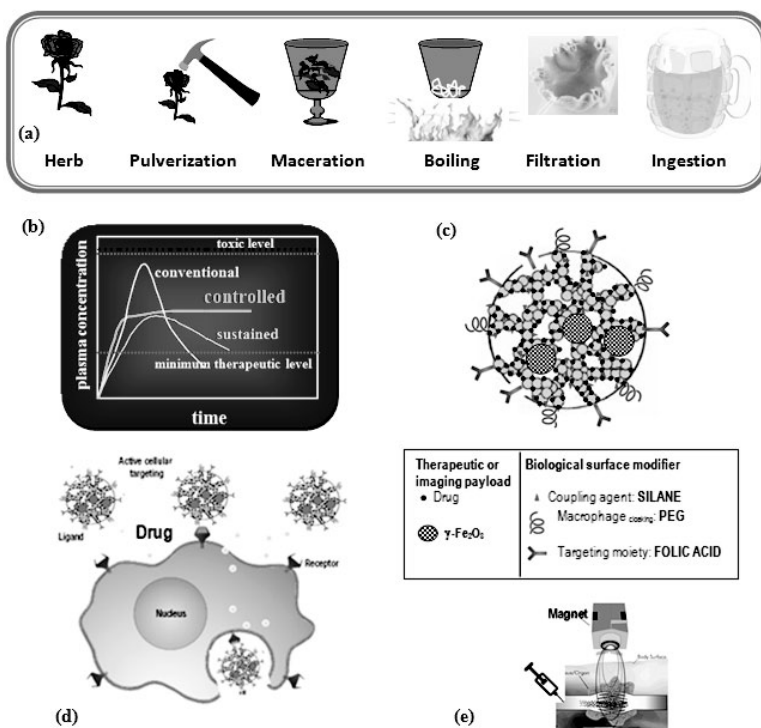 (a)
Herb Pulverization Maceration Boiling Filtration Ingestion
(b)
toxic level
conventional
controlled
sustained
minimum therapeutic level
plasma concentration
time
(c)
Therapeutic or
imaging payload
Drug
γ-Fe₂O₃
Biological surface modifier
Coupling agent: SILANE
Macrophage cloaking: PEG
Targeting moiety: FOLIC ACID
Active cellular
targeting
Ligand
Drug
Receptor
Nucleus
(d)
Magnet
Body Surface
(e)